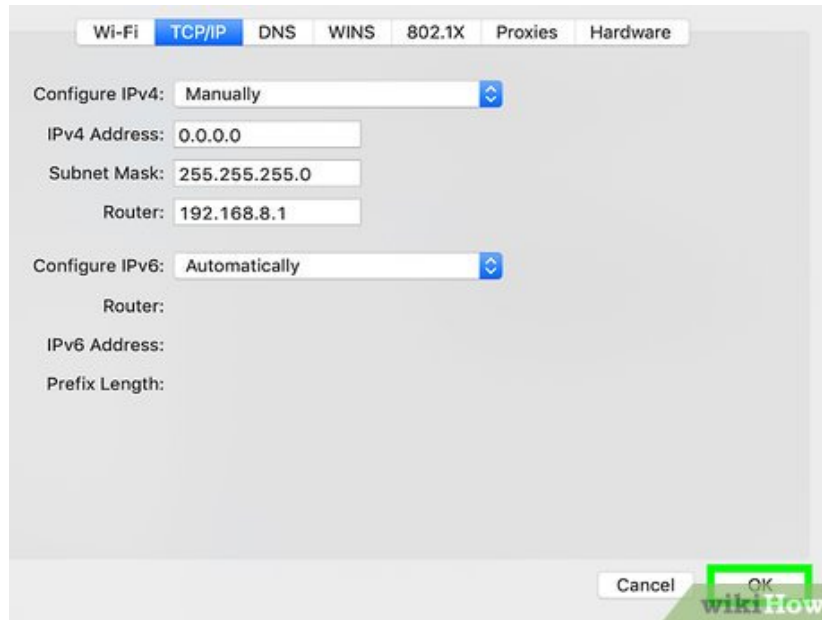 Wi-Fi TCP/IP DNS WINS 802.1X Proxies Hardware
Configure IPv4: Manually
IPv4 Address: 0.0.0.0
Subnet Mask: 255.255.255.0
Router: 192.168.8.1
Configure IPv6: Automatically
Router:
IPv6 Address:
Prefix Length:
Cancel OK
wikiHow